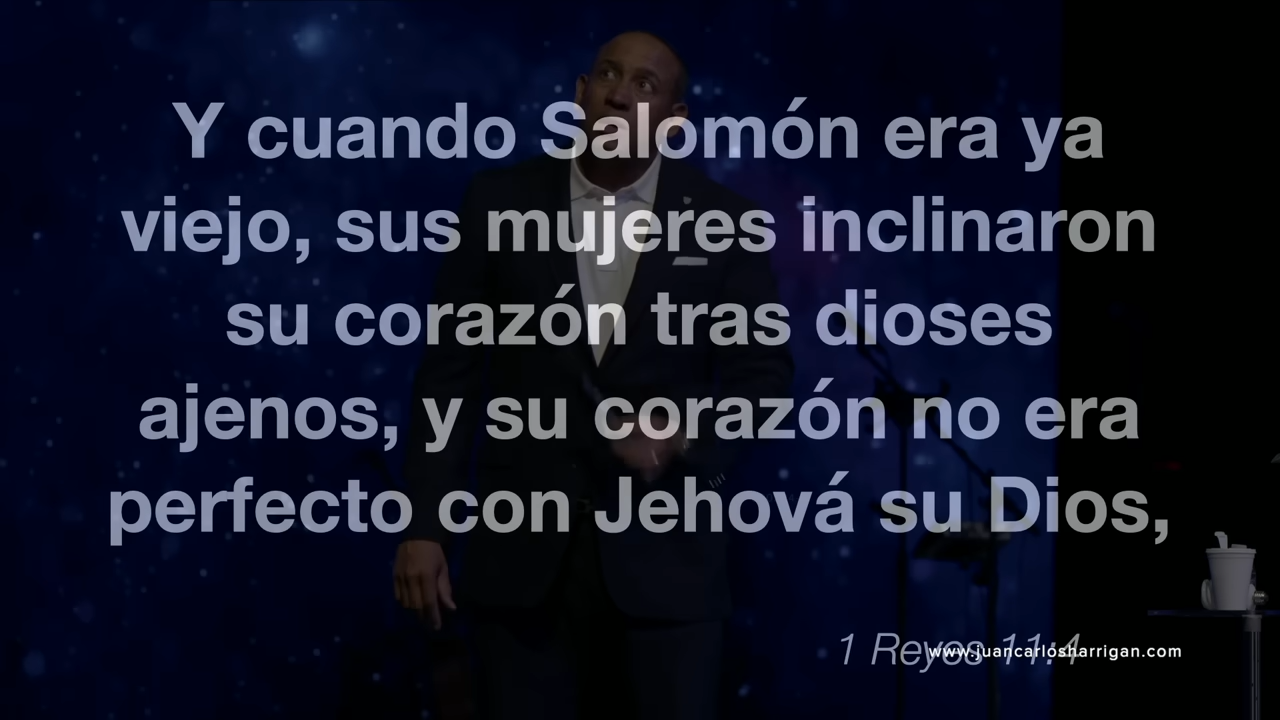 Y cuando Salomón era ya
viejo, sus mujeres inclinaron
su corazón tras dioses
ajenos, y su corazón no era
perfecto con Jehová su Dios,
1 Reyes 11:4
www.juancarlosharrigan.com